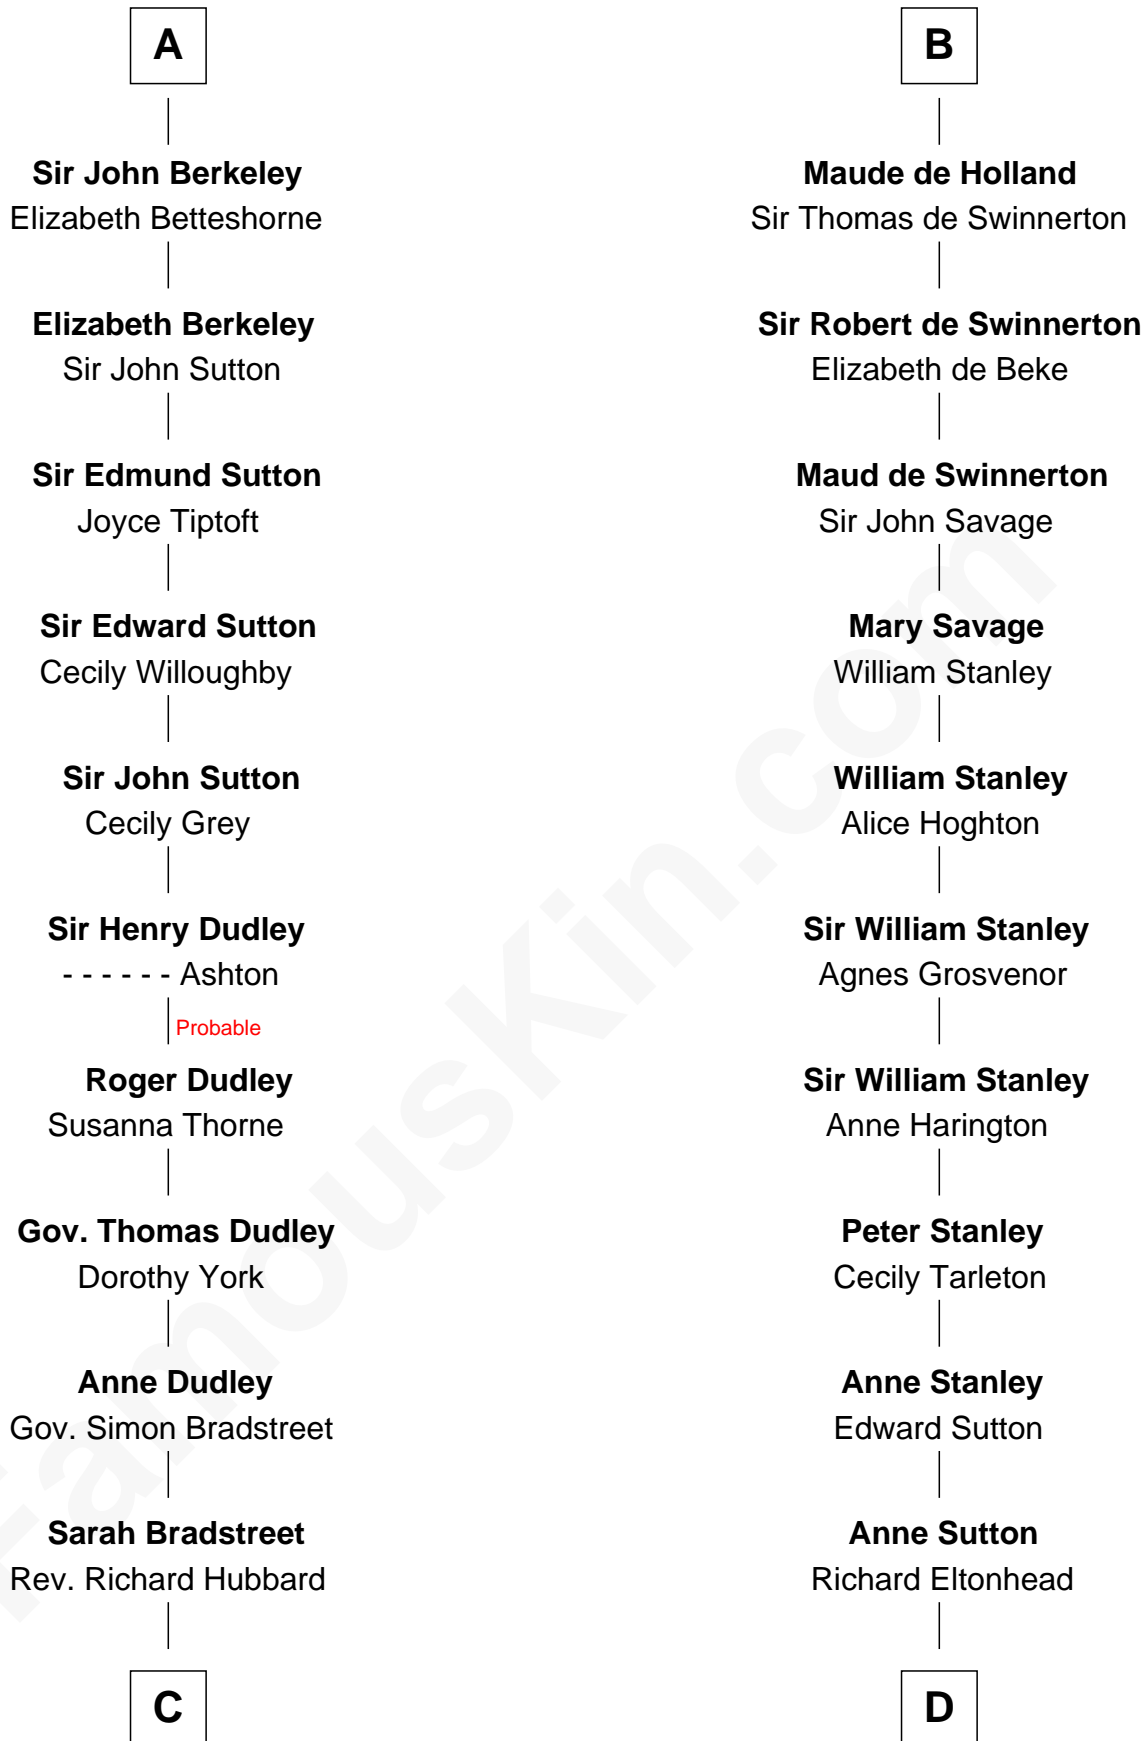 A
Sir John Berkeley
Elizabeth Betteshorne
Elizabeth Berkeley
Sir John Sutton
Sir Edmund Sutton
Joyce Tiptoft
Sir Edward Sutton
Cecily Willoughby
Sir John Sutton
Cecily Grey
Sir Henry Dudley
- - - - - - Ashton
Probable
Roger Dudley
Susanna Thorne
Gov. Thomas Dudley
Dorothy York
Anne Dudley
Gov. Simon Bradstreet
Sarah Bradstreet
Rev. Richard Hubbard
C
B
Maude de Holland
Sir Thomas de Swinnerton
Sir Robert de Swinnerton
Elizabeth de Beke
Maud de Swinnerton
Sir John Savage
Mary Savage
William Stanley
William Stanley
Alice Hoghton
Sir William Stanley
Agnes Grosvenor
Sir William Stanley
Anne Harington
Peter Stanley
Cecily Tarleton
Anne Stanley
Edward Sutton
Anne Sutton
Richard Eltonhead
D
FamousKin.com